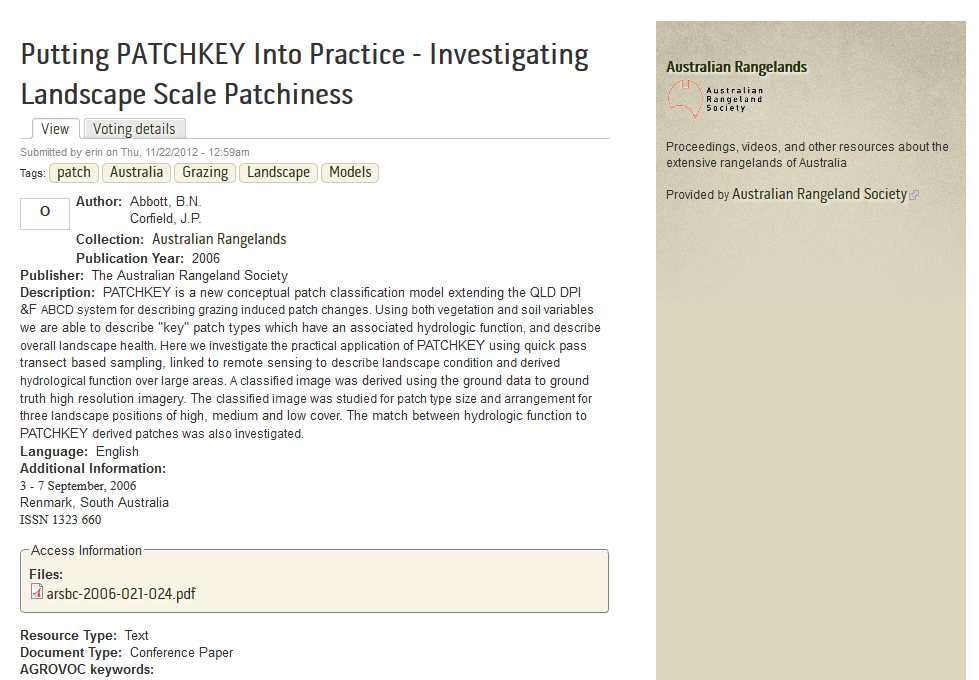 Putting PATCHKEY Into Practice - Investigating
Landscape Scale Patchiness
View Voting details
Submitted by erin on Thu, 11/22/2012 - 12:59am
Tags: patch Australia Grazing Landscape Models
0
Author: Abbott, B.N.
Corfield, J.P.
Collection: Australian Rangelands
Publication Year: 2006
Publisher: The Australian Rangeland Society
Description: PATCHKEY is a new conceptual patch classification model extending the QLD DPI
&F ABCD system for describing grazing induced patch changes. Using both vegetation and soil variables
we are able to describe "key" patch types which have an associated hydrologic function, and describe
overall landscape health. Here we investigate the practical application of PATCHKEY using quick pass
transect based sampling, linked to remote sensing to describe landscape condition and derived
hydrological function over large areas. A classified image was derived using the ground data to ground
truth high resolution imagery. The classified image was studied for patch type size and arrangement for
three landscape positions of high, medium and low cover. The match between hydrologic function to
PATCHKEY derived patches was also investigated.
Language: English
Additional Information:
3 - 7 September, 2006
Renmark, South Australia
ISSN 1323 660
Access Information
Files:
arsbc-2006-021-024.pdf
Resource Type: Text
Document Type: Conference Paper
AGROVOC keywords:
Australian Rangelands
Australian
Rangeland
Society
Proceedings, videos, and other resources about the
extensive rangelands of Australia
Provided by Australian Rangeland Society